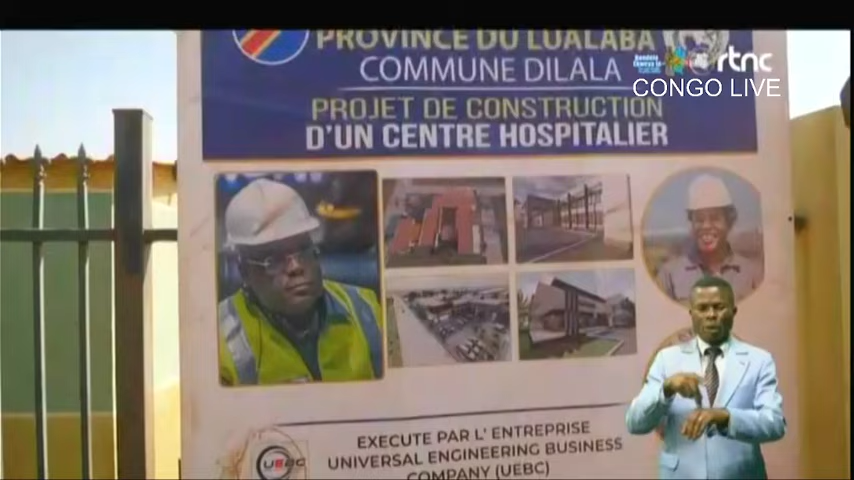 PROVINCE DU LUALABA
COMMUNE DILALA
PROJET DE CONSTRUCTION
D'UN CENTRE HOSPITALIER
rtnc
CONGO LIVE
EXECUTE PAR L' ENTREPRISE
UNIVERSAL ENGINEERING BUSINESS
COMPANY (UEBC)
UEBC